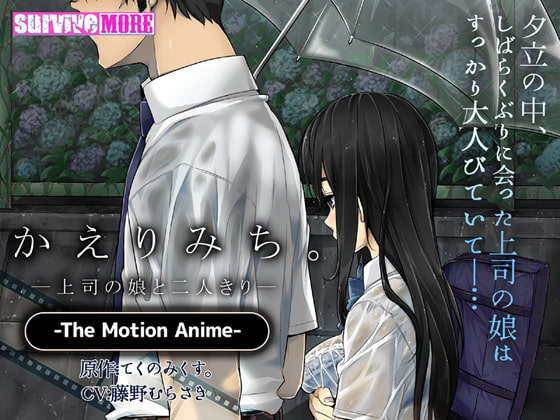 survive MORE
夕立の中、
しばらくぶりに会った上司の娘は
すっかり大人びていて―…
かえりみち。
―上司の娘と二人きり―
-The Motion Anime-
原作:てくのみくす。
CV:藤野むらさき